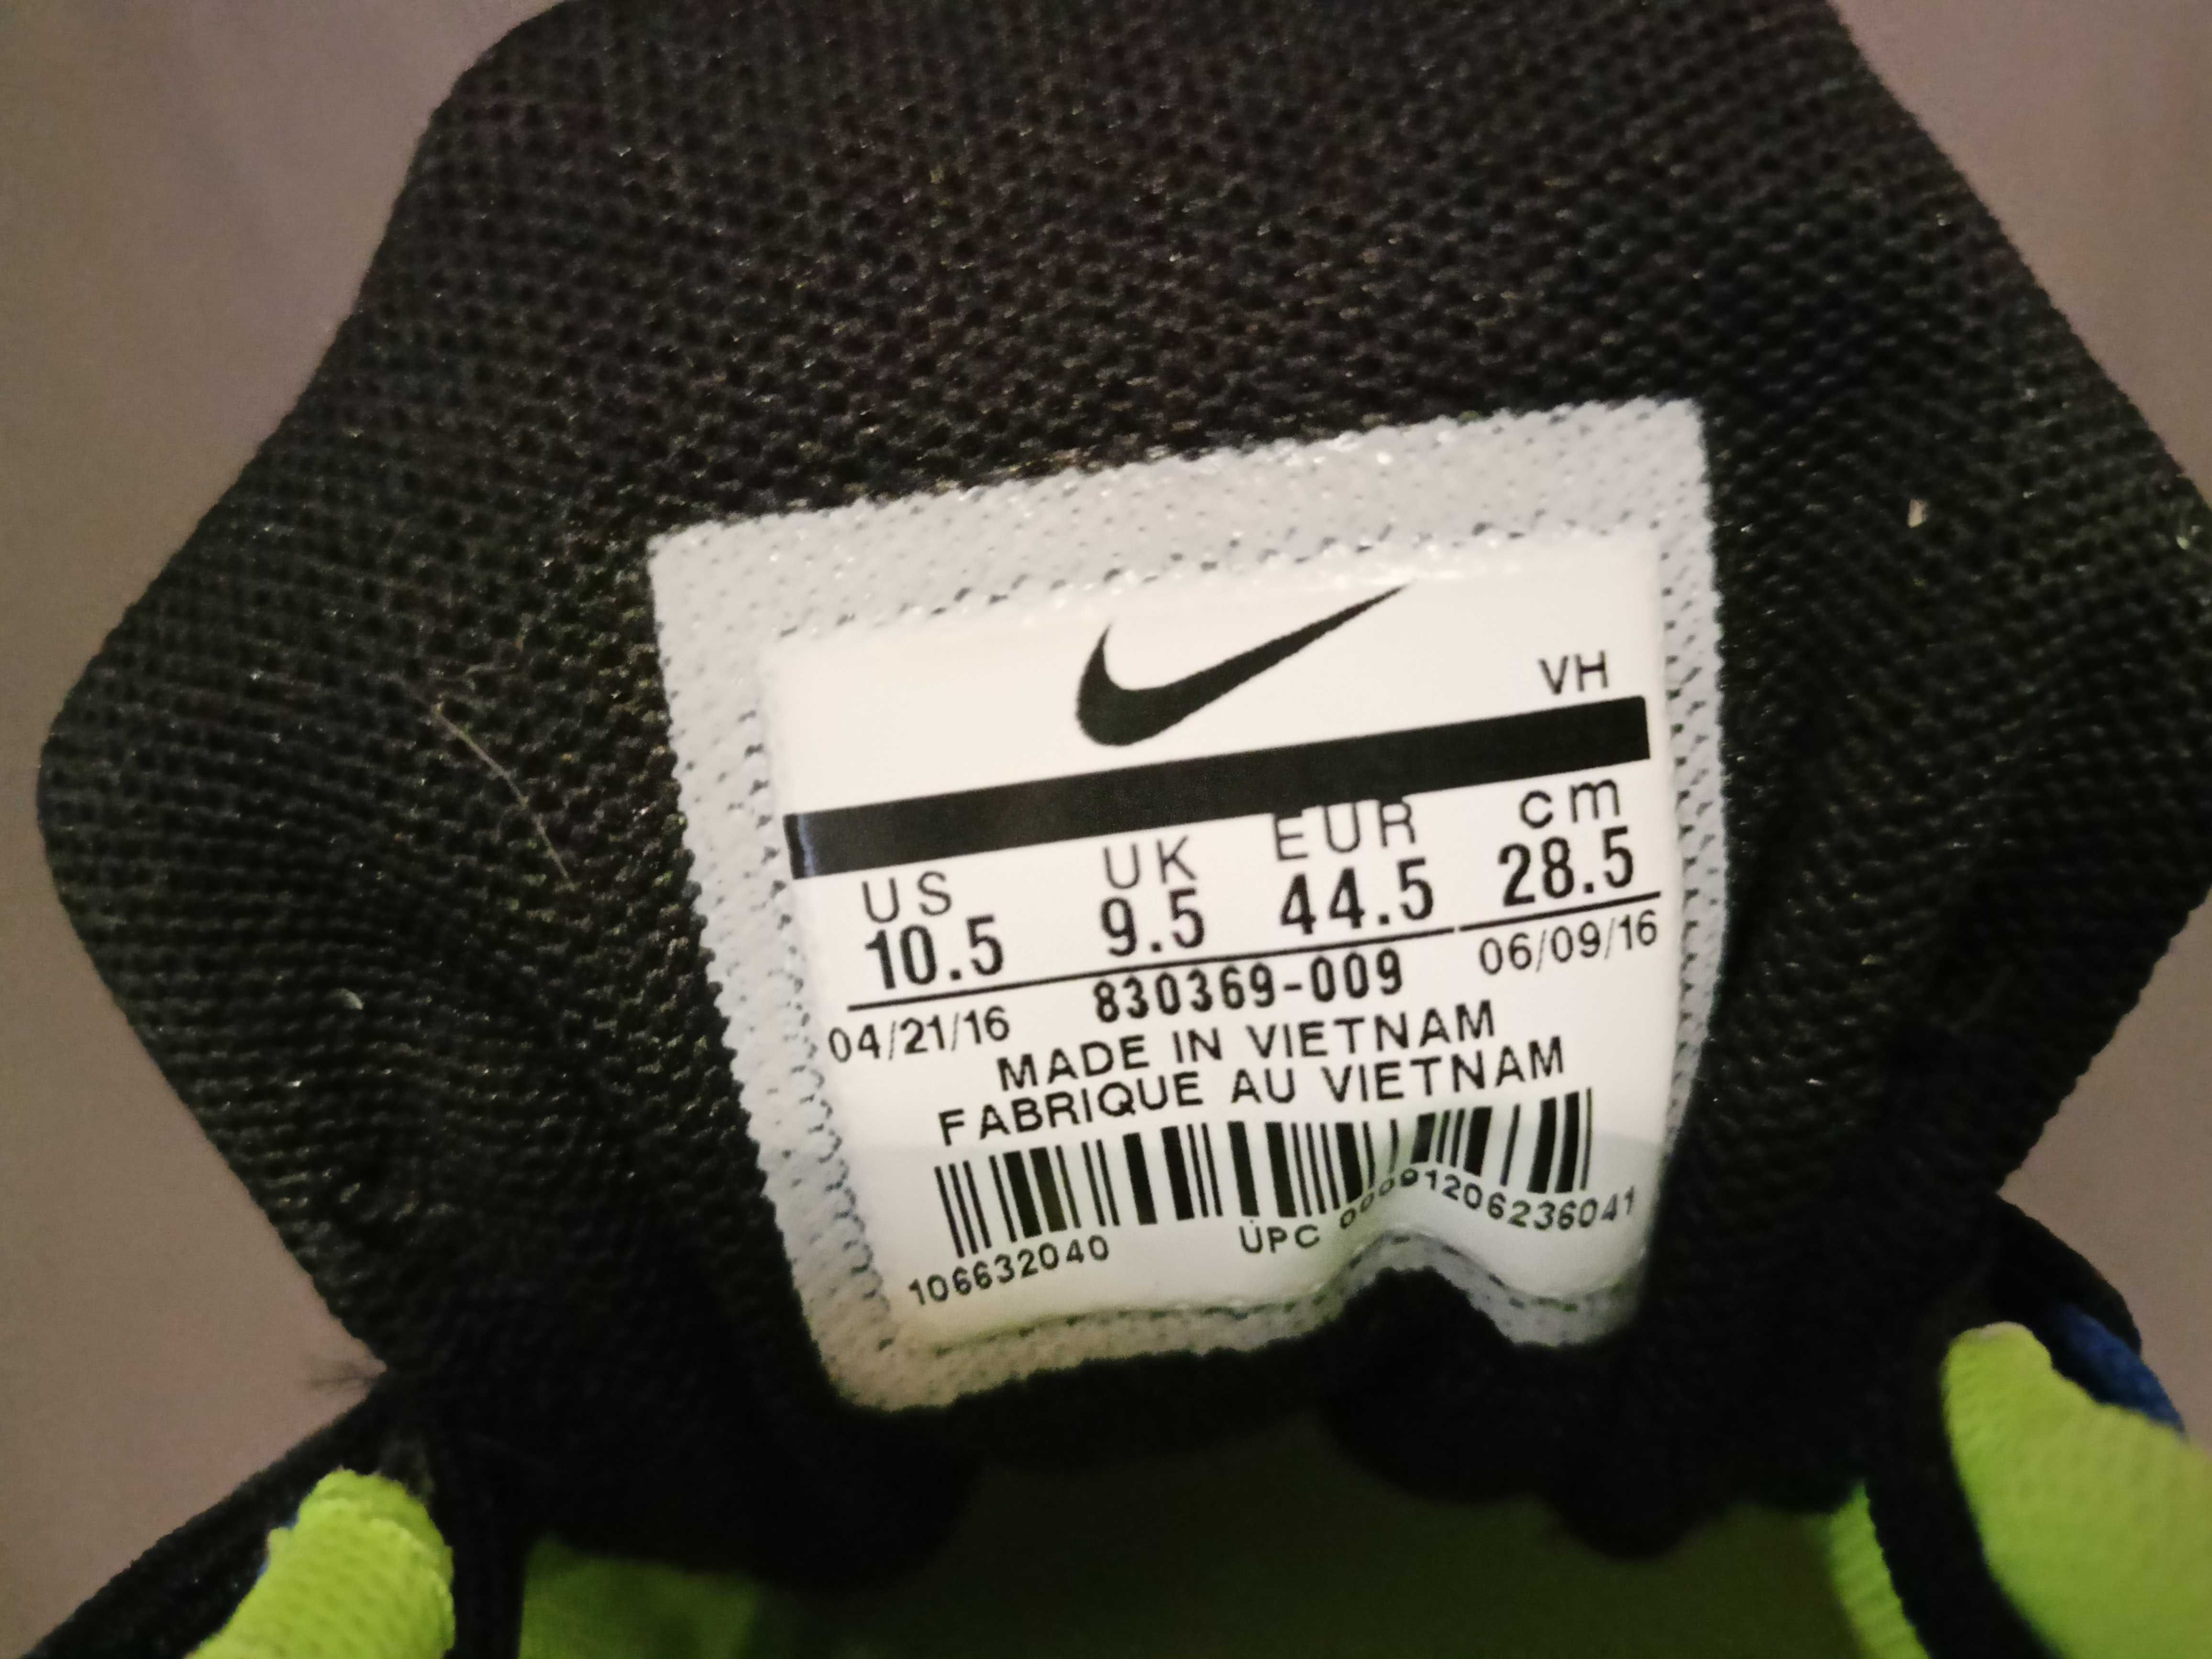 VH
US UK EUR cm
10.5 9.5 44.5 28.5
04/21/16 830369-009 06/09/16
MADE IN VIETNAM
FABRIQUE AU VIETNAM
106632040 UPC 00091206236041